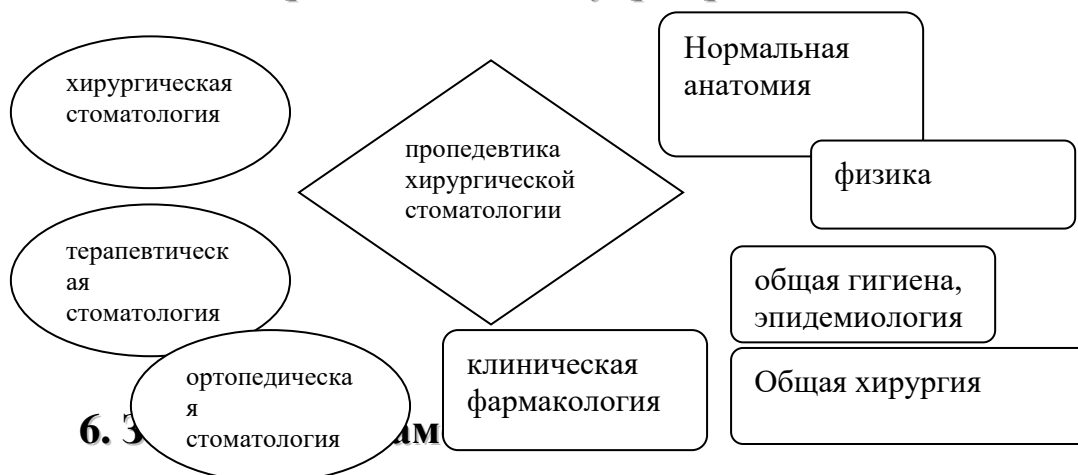 хирургическая
стоматология
пропедевтика
хирургической
стоматологии
Нормальная
анатомия
физика
терапевтическ
ая
стоматология
общая гигиена,
эпидемиология
ортопедическа
я
стоматология
клиническая
фармакология
Общая хирургия
6. З
ам